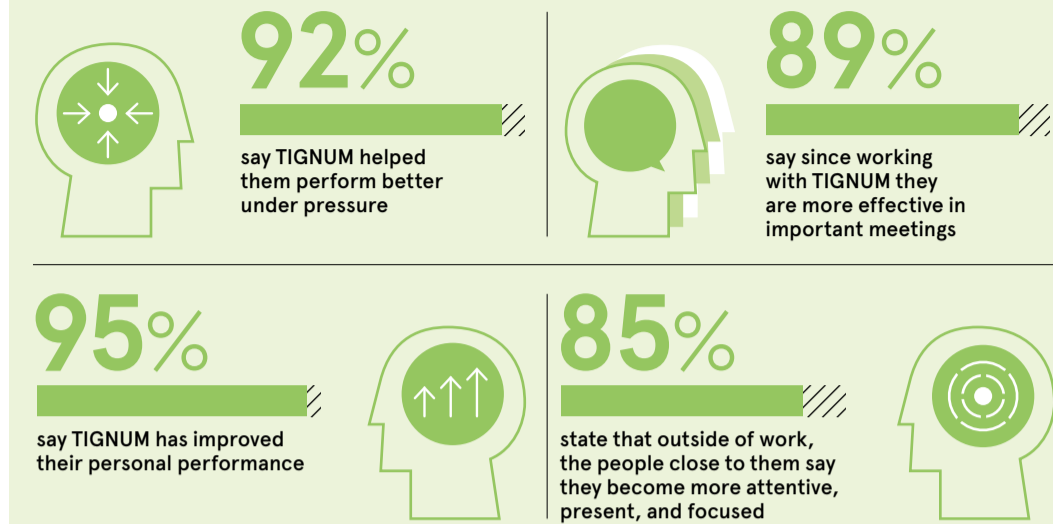 92%
say TIGNUM helped
them perform better
under pressure
89%
say since working
with TIGNUM they
are more effective in
important meetings
95%
say TIGNUM has improved
their personal performance
85%
state that outside of work,
the people close to them say
they become more attentive,
present, and focused